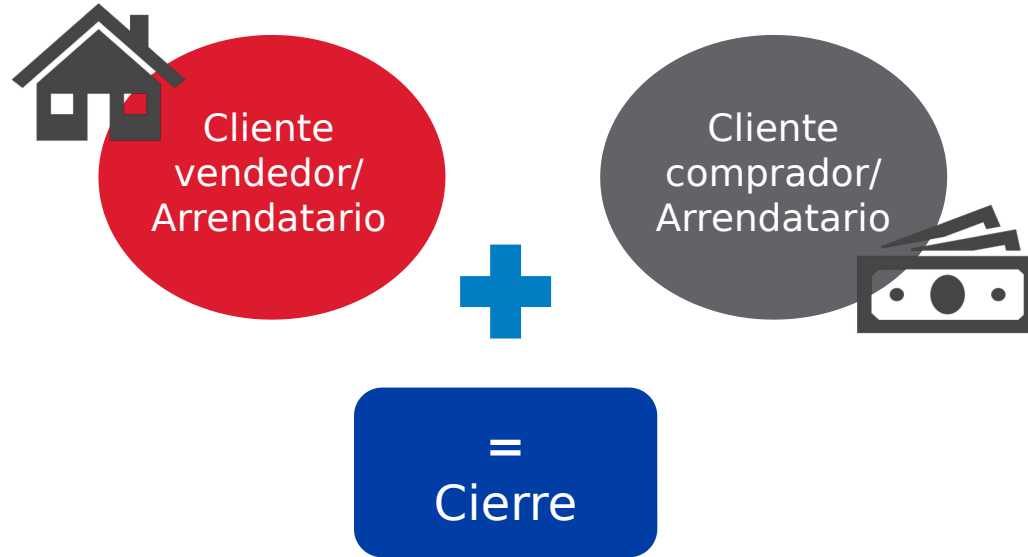 Cliente
vendedor/
Arrendatario
Cliente
comprador/
Arrendatario
=
Cierre